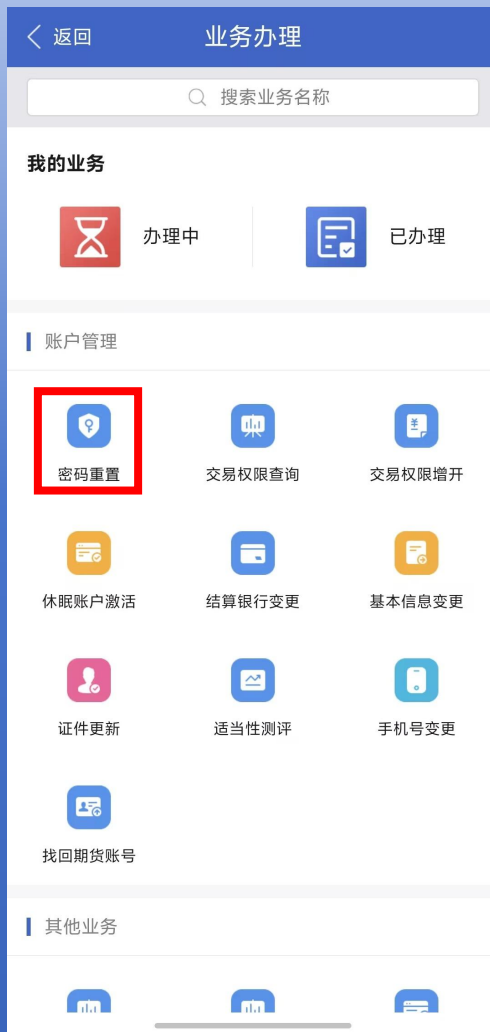 返回 业务办理
搜索业务名称
我的业务
办理中 已办理
账户管理
密码重置 交易权限查询 交易权限增开
休眠账户激活 结算银行变更 基本信息变更
证件更新 适当性测评 手机号变更
找回期货账号
其他业务